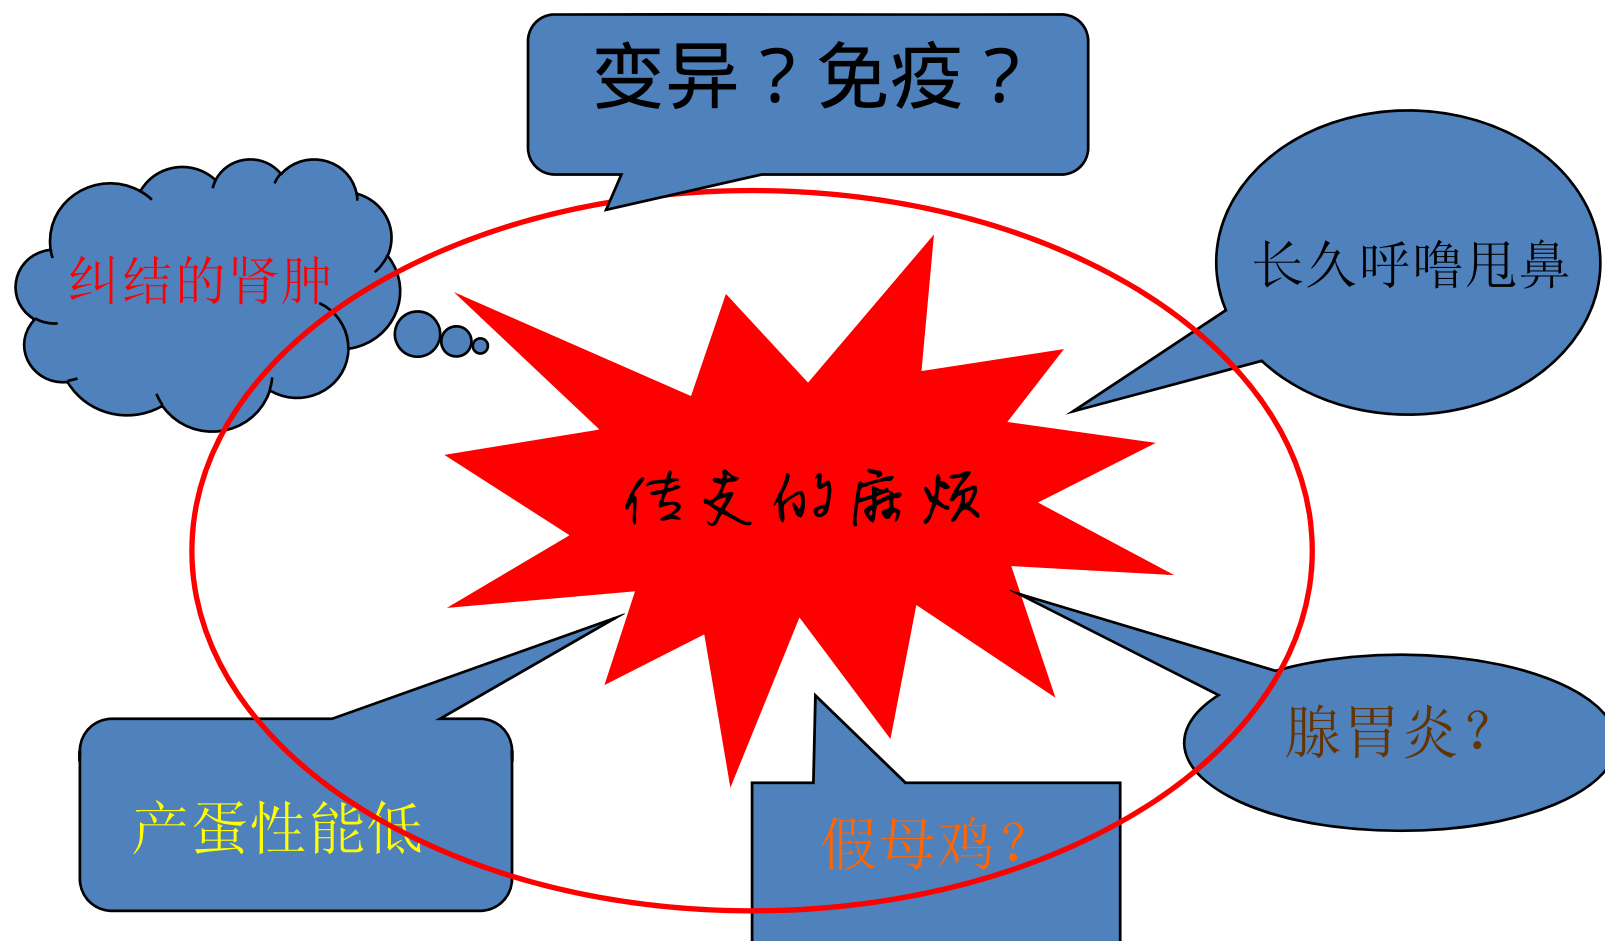 变异？免疫？
纠结的肾肿
长久呼噜甩鼻
传支的麻烦
腺胃炎？
产蛋性能低
假母鸡？